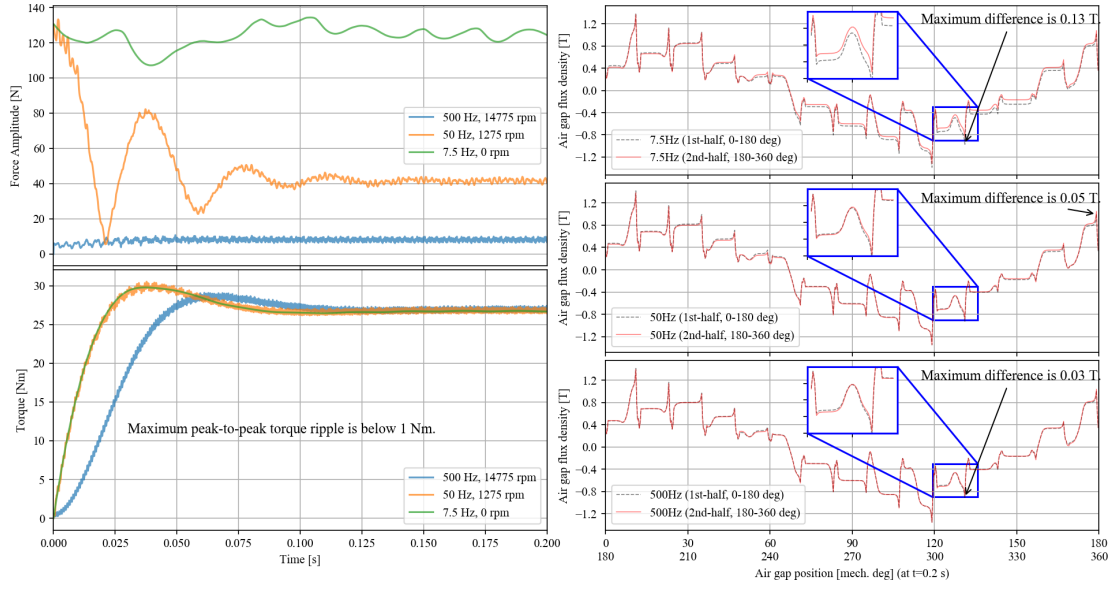 140
120
100
80
60
40
20
0
Force Amplitude [N]
500 Hz, 14775 rpm
50 Hz, 1275 rpm
7.5 Hz, 0 rpm
30
25
20
15
10
5
0
Torque [Nm]
Maximum peak-to-peak torque ripple is below 1 Nm.
500 Hz, 14775 rpm
50 Hz, 1275 rpm
7.5 Hz, 0 rpm
0.000 0.025 0.050 0.075 0.100 0.125 0.150 0.175 0.200
Time [s]
1.2
0.8
0.4
0.0
−0.4
−0.8
−1.2
Air gap flux density [T]
Maximum difference is 0.13 T.
7.5Hz (1st-half, 0-180 deg)
7.5Hz (2nd-half, 180-360 deg)
1.2
0.8
0.4
0.0
−0.4
−0.8
−1.2
Air gap flux density [T]
Maximum difference is 0.05 T.
50Hz (1st-half, 0-180 deg)
50Hz (2nd-half, 180-360 deg)
1.2
0.8
0.4
0.0
−0.4
−0.8
−1.2
Air gap flux density [T]
Maximum difference is 0.03 T.
500Hz (1st-half, 0-180 deg)
500Hz (2nd-half, 180-360 deg)
180 210 240 270 300 330 360
180 210 240 90 300 330 360
Air gap position [mech. deg] (at t=0.2 s)